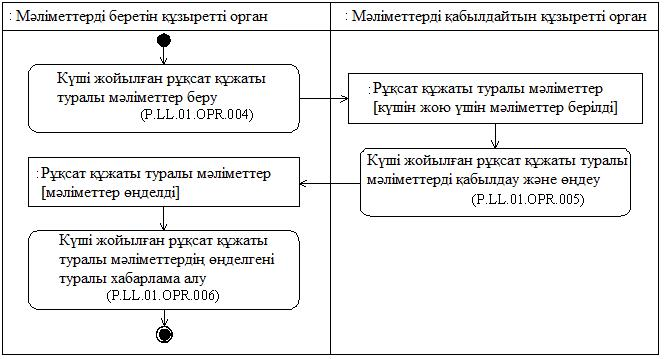 : Мәліметтерді беретін құзыретті орган
: Мәліметтерді қабылдайтын құзыретті орган
Күші жойылған рұқсат құжаты
туралы мәліметтер беру
(P.LL.01.OPR.004)
:Рұқсат құжаты туралы мәліметтер
[күшін жою үшін мәліметтер берілді]
Күші жойылған рұқсат құжаты туралы
мәліметтерді қабылдау және өңдеу
(P.LL.01.OPR.005)
:Рұқсат құжаты туралы мәліметтер
[мәліметтер өңделді]
Күші жойылған рұқсат құжаты
туралы мәліметтердің өңделгені
туралы хабарлама алу
(P.LL.01.OPR.006)